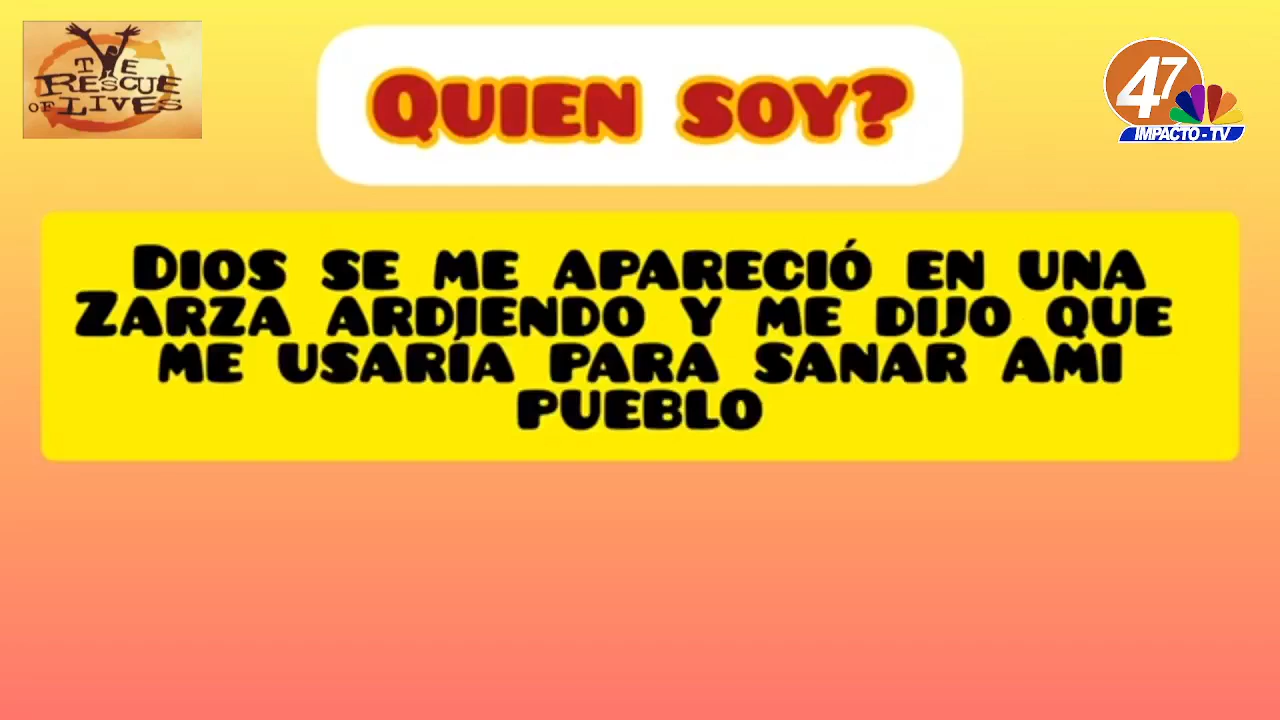 THE
RESCUE
OF LIVES
QUIEN SOY?
47
IMPACTO - TV
DIOS SE ME APARECIÓ EN UNA
ZARZA ARDIENDO Y ME DIJO QUE
ME USARÍA PARA SANAR AMI
PUEBLO